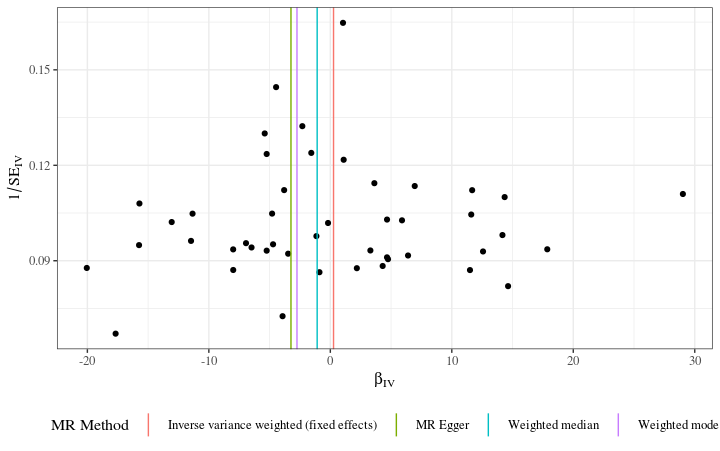 0.15
0.12
0.09
1/SE_IV
-20 -10 0 10 20 30
β_IV
MR Method Inverse variance weighted (fixed effects) MR Egger Weighted median Weighted mode